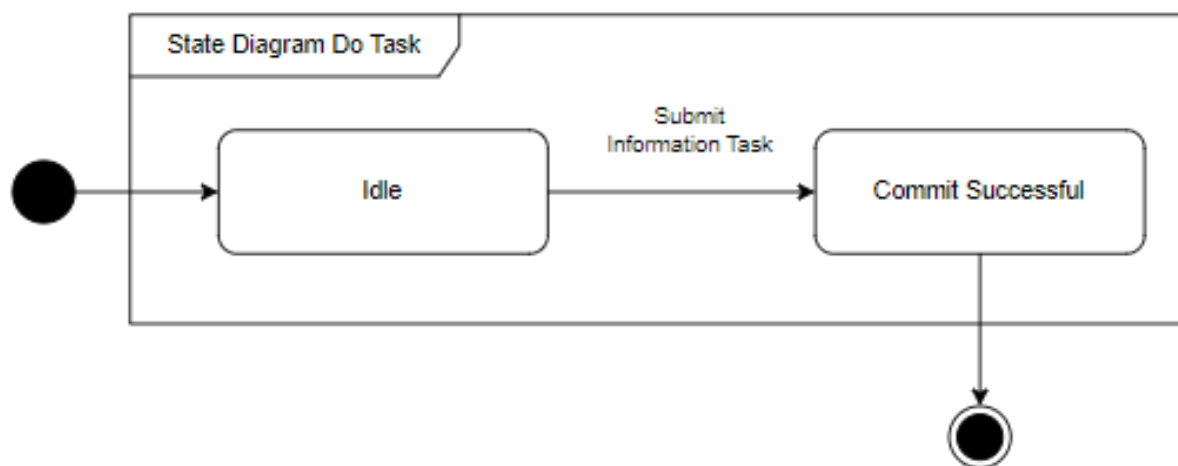 State Diagram Do Task
Submit
Information Task
Idle
Commit Successful